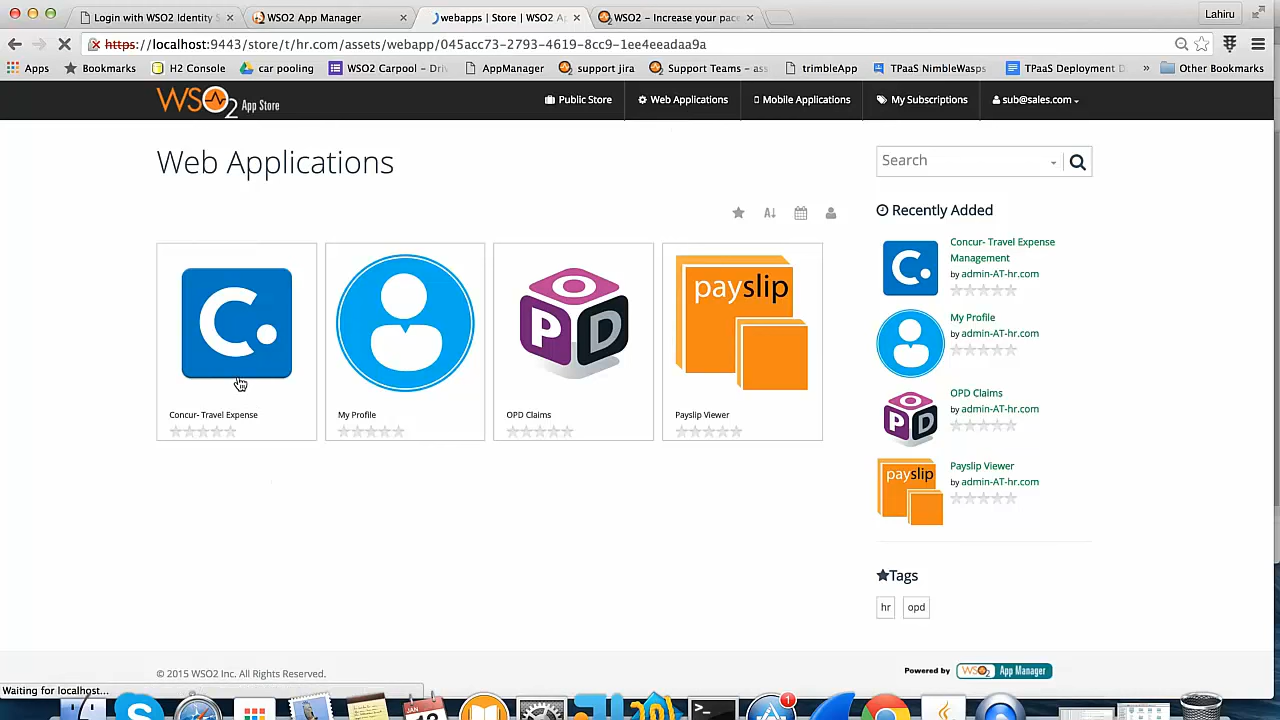 Login with WSO2 Identity S
WSO2 App Manager
webapps | Store | WSO2 Ap
WSO2 – Increase your pace
Lahiru
https://localhost:9443/store/t/hr.com/assets/webapp/045acc73-2793-4619-8cc9-1ee4eeadaa9a
Apps
Bookmarks
H2 Console
car pooling
WSO2 Carpool - Dri
AppManager
support jira
Support Teams - ass
trimbleApp
TPaaS NimbleWasps
TPaaS Deployment D
»
Other Bookmarks
WSO2 App Store
Public Store
Web Applications
Mobile Applications
My Subscriptions
sub@sales.com
Web Applications
Search
Recently Added
Concur- Travel Expense
Management
by admin-AT-hr.com
My Profile
by admin-AT-hr.com
OPD Claims
by admin-AT-hr.com
Payslip Viewer
by admin-AT-hr.com
C.
O
P D
payslip
Concur- Travel Expense
My Profile
OPD Claims
Payslip Viewer
C.
O
P D
payslip
Tags
hr
opd
© 2015 WSO2 Inc. All Rights Reserved.
Powered by WSO2 App Manager
Waiting for localhost...
1